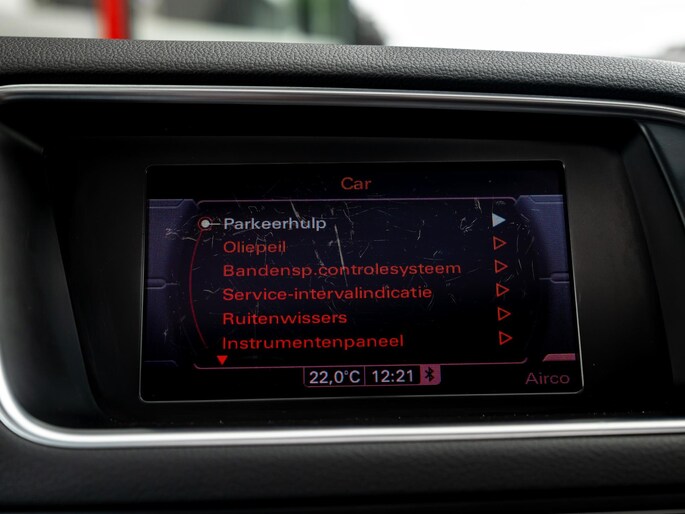 Car
Parkeerhulp
Oliepeil
Bandensp.controlesysteem
Service-intervalindicatie
Ruitenwissers
Instrumentenpaneel
22,0°C 12:21
Airco